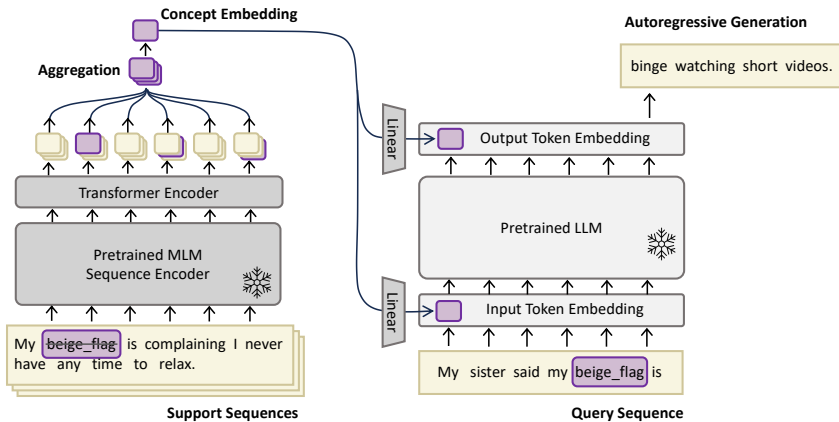 Concept Embedding
Aggregation
Transformer Encoder
Pretrained MLM
Sequence Encoder
My beige_flag is complaining I never
have any time to relax.
Support Sequences
Autoregressive Generation
binge watching short videos.
Linear
Output Token Embedding
Pretrained LLM
Linear
Input Token Embedding
My sister said my beige_flag is
Query Sequence